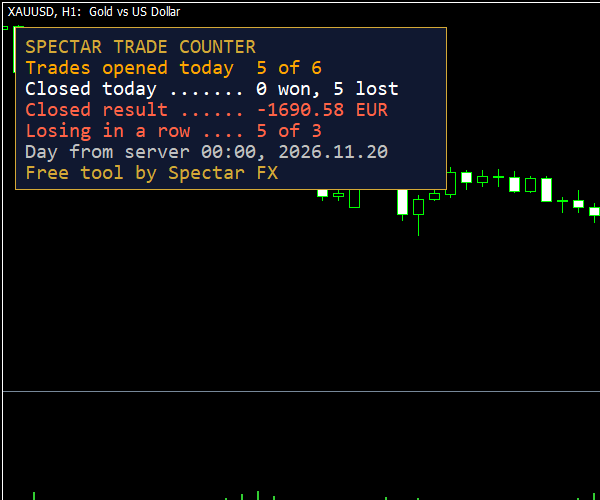 XAUUSD, H1:  Gold vs US Dollar
SPECTAR TRADE COUNTER
Trades opened today  5 of 6
Closed today ....... 0 won, 5 lost
Closed result ...... -1690.58 EUR
Losing in a row .... 5 of 3
Day from server 00:00, 2026.11.20
Free tool by Spectar FX